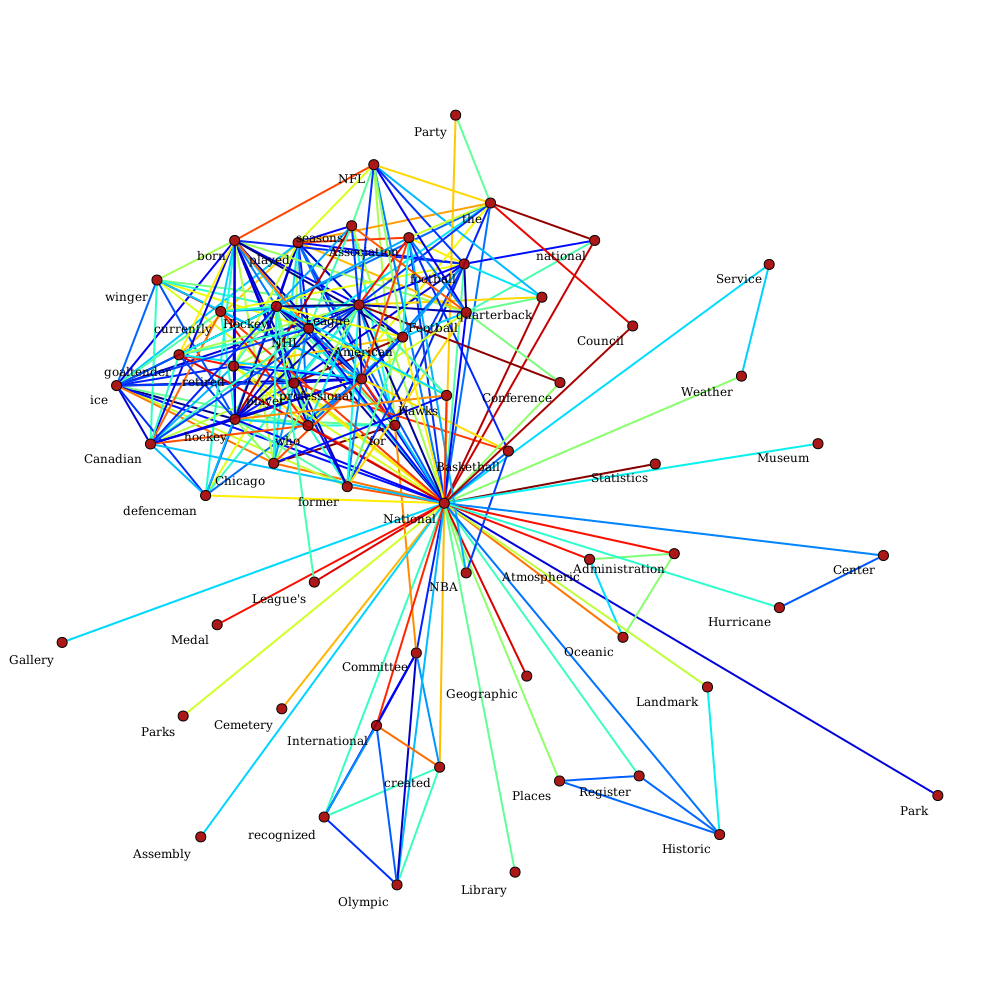 Party
NFL
the
seasons
Association
born
played
national
football
Service
winger
quarterback
currently
Hockey
League
Football
Council
NHL
American
goaltender
retired
Weather
ice
player
professional
Conference
Hawks
hockey
who
for
Canadian
Museum
Basketball
Chicago
Statistics
former
defenceman
National
Administration
Center
Atmospheric
NBA
League's
Hurricane
Medal
Oceanic
Gallery
Committee
Geographic
Landmark
Cemetery
Parks
International
created
Places
Register
Park
recognized
Historic
Assembly
Library
Olympic